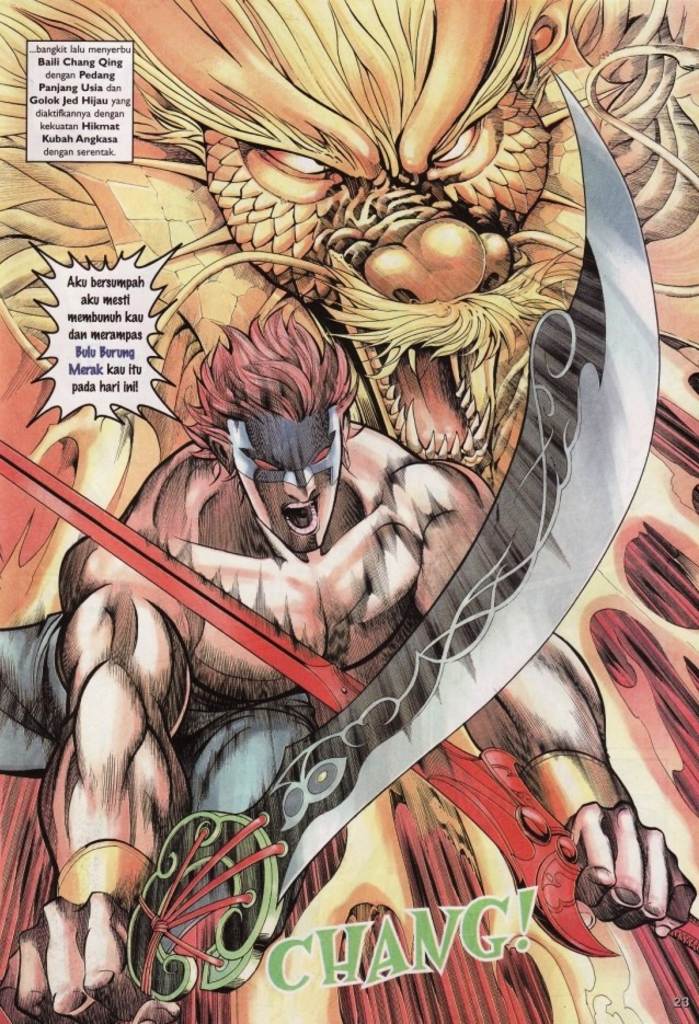 ...bangkit lalu menyerbu
Baili Chang Qing
dengan Pedang
Panjang Usia dan
Golok Jed Hijau yang
diaktifkannya dengan
kekuatan Hikmat
Kubah Angkasa
dengan serentak.
Aku bersumpah
aku mesti
membunuh kau
dan merampas
Bulu Burung
Merak kau itu
pada hari ini!
CHANG!
23